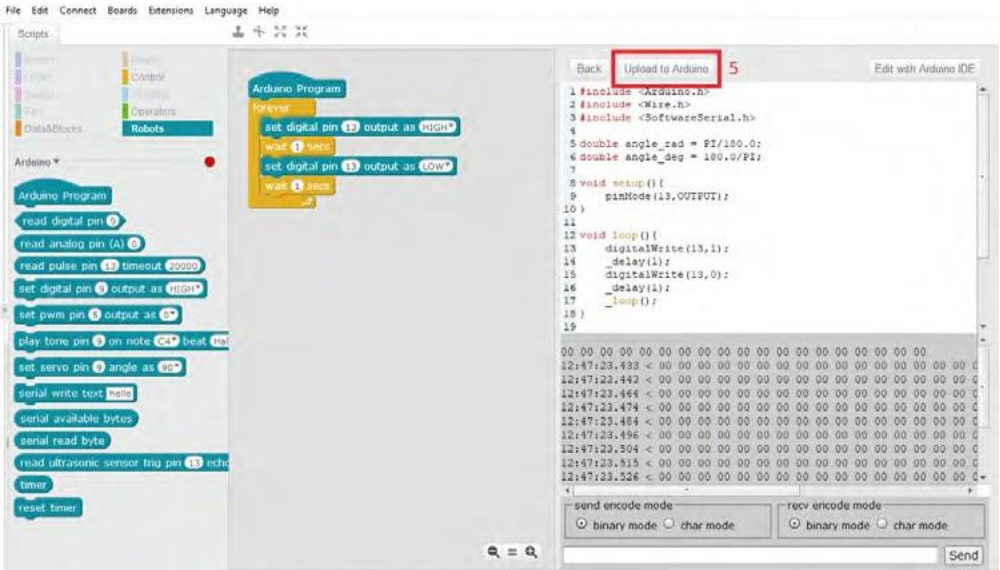 File Edit Connect Boards Extensions Language Help
Scripts
Control
Operators
Data&Blocks
Robots
Arduino
Arduino Program
read digital pin 9
read analog pin (A) 0
read pulse pin 13 timeout 20000
set digital pin 9 output as HIGH
set pwm pin 5 output as 0
play tone pin 9 on note C4 beat Hal
set servo pin 9 angle as 90
serial write text hello
serial available bytes
serial read byte
read ultrasonic sensor trig pin 13 echo
timer
reset timer
Arduino Program
forever
set digital pin 13 output as HIGH
wait 1 secs
set digital pin 13 output as LOW
wait 1 secs
Back Upload to Arduino 5 Edit with Arduino IDE
1 #include <Arduino.h>
2 #include <Wire.h>
3 #include <SoftwareSerial.h>
4
5 double angle_rad = PI/180.0;
6 double angle_deg = 180.0/PI;
7
8 void setup(){
9 pinMode(13,OUTPUT);
10 }
11
12 void loop(){
13 digitalWrite(13,1);
14 _delay(1);
15 digitalWrite(13,0);
16 _delay(1);
17 _loop();
18 }
19
00 00 00 00 00 00 00 00 00 00 00 00 00 00 00 00 00 00 00
12:47:23.433 < 00 00 00 00 00 00 00 00 00 00 00 00 00 00 00 00 0
12:47:23.442 < 00 00 00 00 00 00 00 00 00 00 00 00 00 00 00 00 0
12:47:23.464 < 00 00 00 00 00 00 00 00 00 00 00 00 00 00 00 00 0
12:47:23.474 < 00 00 00 00 00 00 00 00 00 00 00 00 00 00 00 00 0
12:47:23.484 < 00 00 00 00 00 00 00 00 00 00 00 00 00 00 00 00 0
12:47:23.496 < 00 00 00 00 00 00 00 00 00 00 00 00 00 00 00 00 0
12:47:23.504 < 00 00 00 00 00 00 00 00 00 00 00 00 00 00 00 00 0
12:47:23.515 < 00 00 00 00 00 00 00 00 00 00 00 00 00 00 00 00 0
12:47:23.526 < 00 00 00 00 00 00 00 00 00 00 00 00 00 00 00 00 0
send encode mode recv encode mode
binary mode char mode binary mode char mode
Send